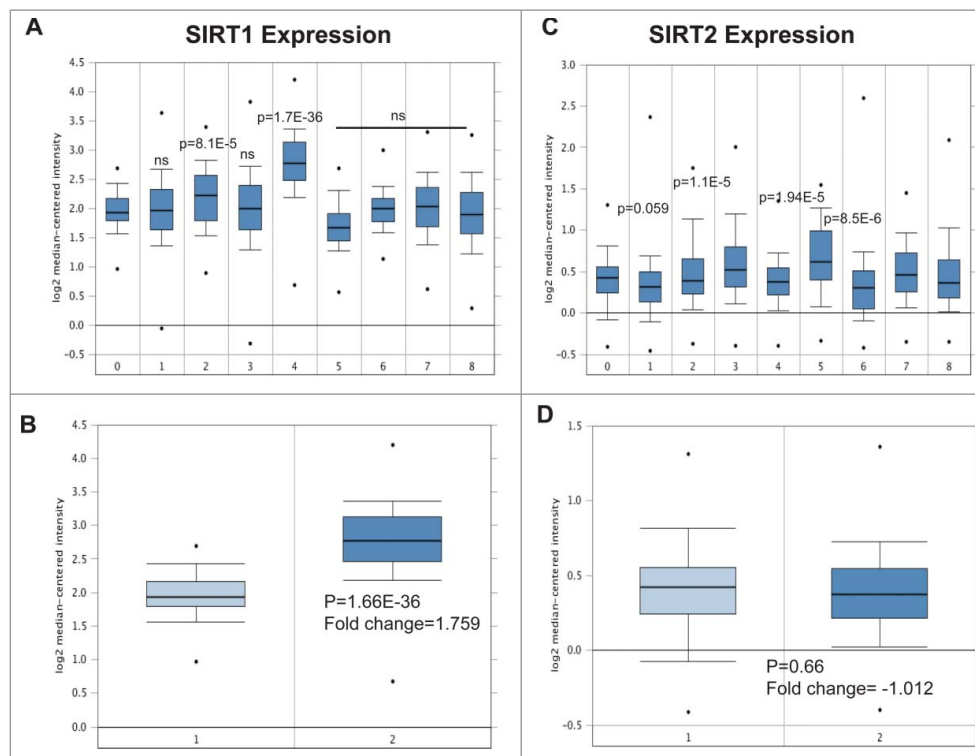 A
SIRT1 Expression
log2 median-centered intensity
4.5
4.0
3.5
3.0
2.5
2.0
1.5
1.0
0.5
0.0
−0.5
ns
p=8.1E-5
ns
p=1.7E-36
ns
0 1 2 3 4 5 6 7 8
C
SIRT2 Expression
log2 median-centered intensity
3.0
2.5
2.0
1.5
1.0
0.5
0.0
−0.5
p=0.059
p=1.1E-5
p=1.94E-5
p=8.5E-6
0 1 2 3 4 5 6 7 8
B
log2 median-centered intensity
4.5
4.0
3.5
3.0
2.5
2.0
1.5
1.0
0.5
0.0
P=1.66E-36
Fold change=1.759
1 2
D
log2 median-centered intensity
1.5
1.0
0.5
0.0
−0.5
P=0.66
Fold change= -1.012
1 2